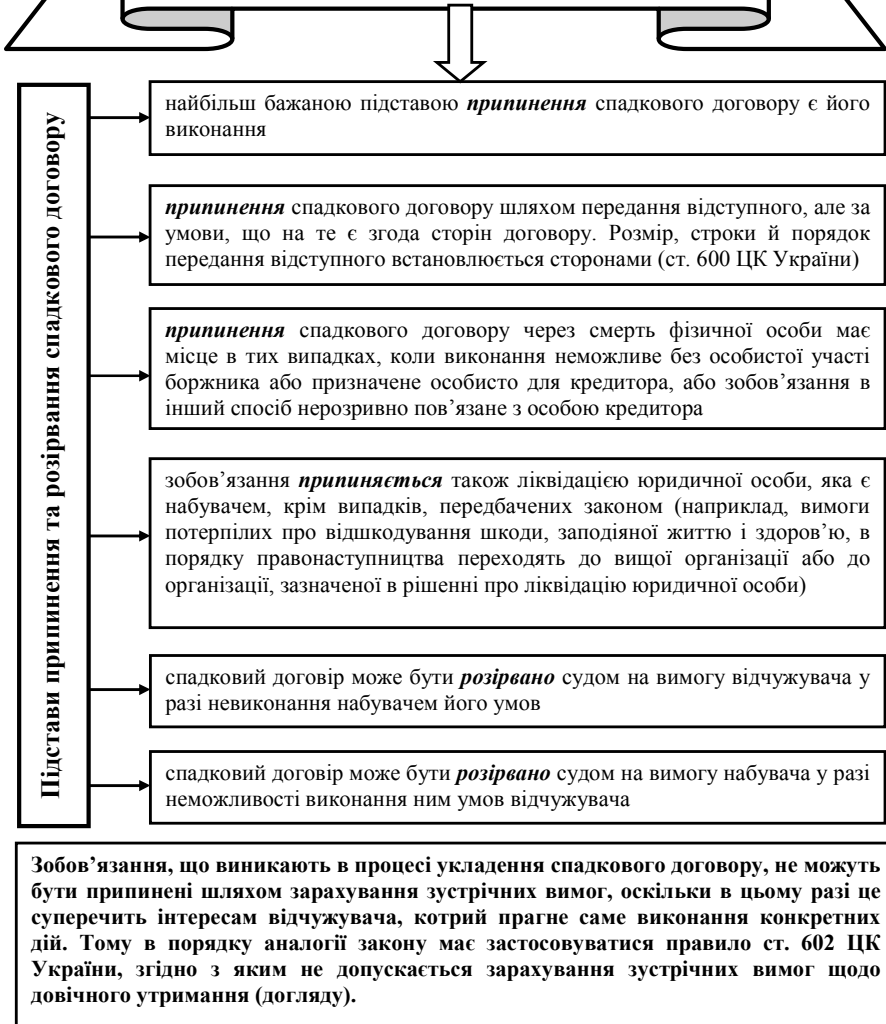 Підстави припинення та розірвання спадкового договору
найбільш бажаною підставою припинення спадкового договору є його
виконання
припинення спадкового договору шляхом передання відступного, але за
умови, що на те є згода сторін договору. Розмір, строки й порядок
передання відступного встановлюється сторонами (ст. 600 ЦК України)
припинення спадкового договору через смерть фізичної особи має
місце в тих випадках, коли виконання неможливе без особистої участі
боржника або призначене особисто для кредитора, або зобов’язання в
інший спосіб нерозривно пов’язане з особою кредитора
зобов’язання припиняється також ліквідацією юридичної особи, яка є
набувачем, крім випадків, передбачених законом (наприклад, вимоги
потерпілих про відшкодування шкоди, заподіяної життю і здоров’ю, в
порядку правонаступництва переходять до вищої організації або до
організації, зазначеної в рішенні про ліквідацію юридичної особи)
спадковий договір може бути розірвано судом на вимогу відчужувача у
разі невиконання набувачем його умов
спадковий договір може бути розірвано судом на вимогу набувача у разі
неможливості виконання ним умов відчужувача
Зобов’язання, що виникають в процесі укладення спадкового договору, не можуть
бути припинені шляхом зарахування зустрічних вимог, оскільки в цьому разі це
суперечить інтересам відчужувача, котрий прагне саме виконання конкретних
дій. Тому в порядку аналогії закону має застосовуватися правило ст. 602 ЦК
України, згідно з яким не допускається зарахування зустрічних вимог щодо
довічного утримання (догляду).